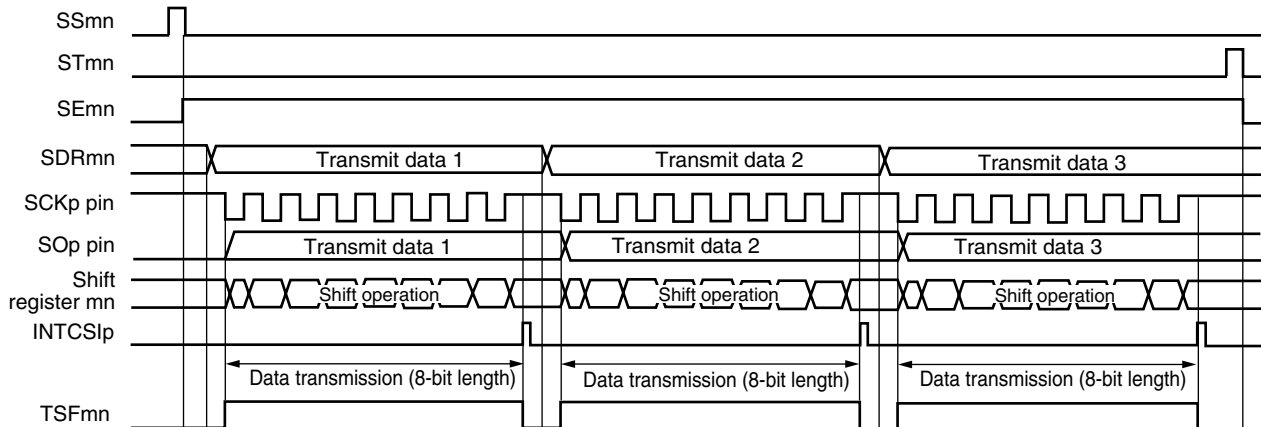 SSmn
STmn
SEmn
SDRmn
Transmit data 1
Transmit data 2
Transmit data 3
SCKp pin
SOp pin
Transmit data 1
Transmit data 2
Transmit data 3
Shift
register mn
Shift operation
Shift operation
Shift operation
INTCSIp
Data transmission (8-bit length)
Data transmission (8-bit length)
Data transmission (8-bit length)
TSFmn